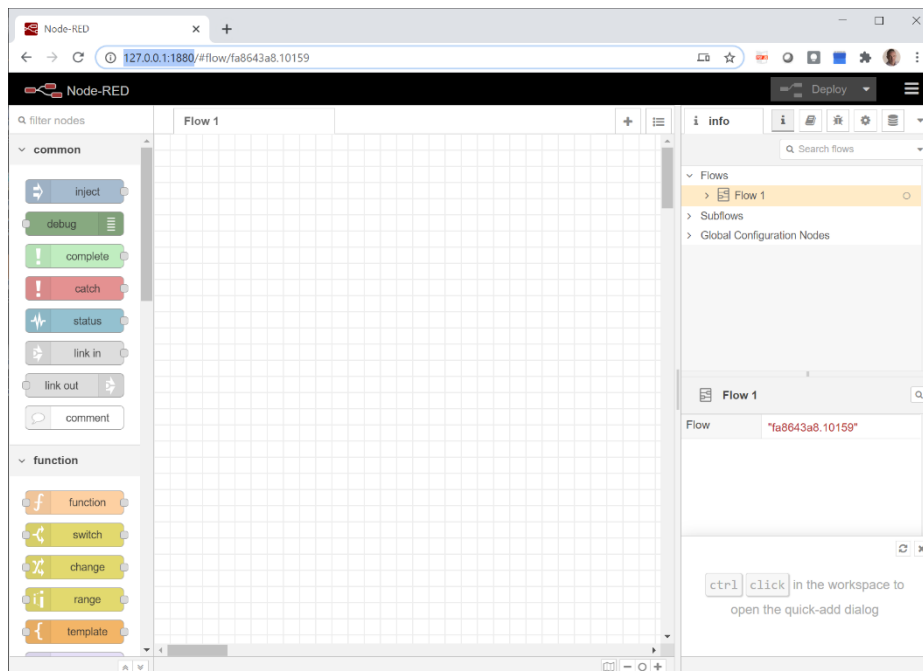 Node-RED
127.0.0.1:1880/#flow/fa8643a8.10159
Node-RED
Deploy
filter nodes
Flow 1
i info
i
Search flows
common
inject
debug
complete
catch
status
link in
link out
comment
function
function
switch
change
range
template
Flows
Flow 1
Subflows
Global Configuration Nodes
Flow 1
Flow "fa8643a8.10159"
ctrl click in the workspace to
open the quick-add dialog